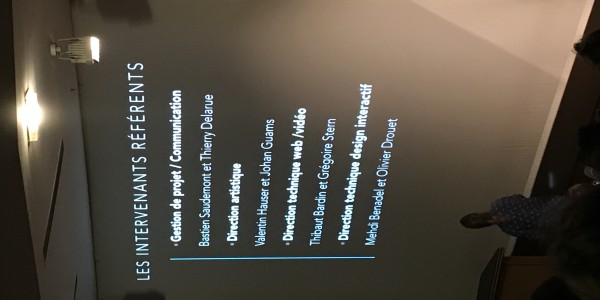 LES INTERVENANTS RÉFÉRENTS
• Gestion de projet / Communication
Bastien Saudemont et Thierry Delarue
• Direction artistique
Valentin Hauser et Johan Guams
• Direction technique web /vidéo
Thibaut Bardin et Grégoire Stern
• Direction technique design interactif
Mehdi Benadel et Olivier Drouet